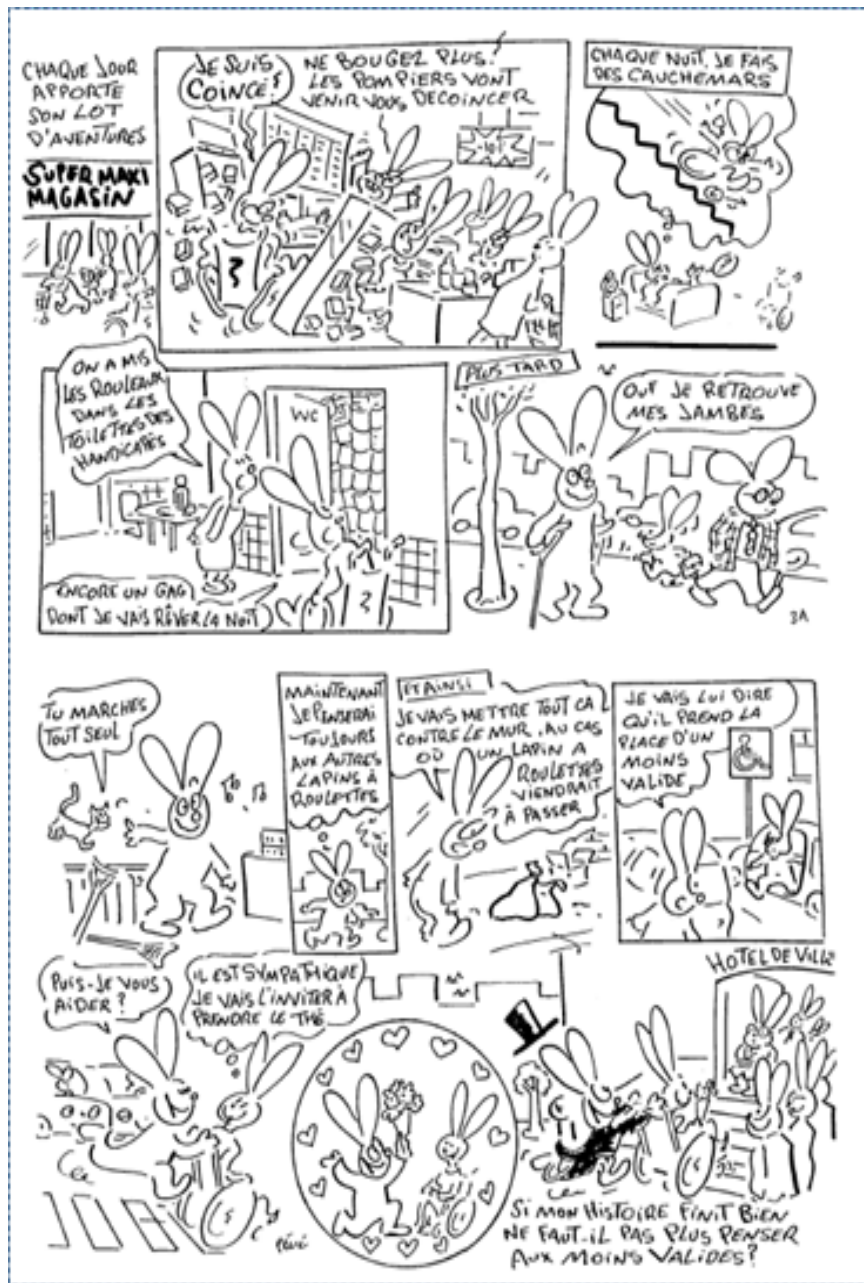 CHAQUE JOUR
APPORTE
SON LOT
D'AVENTURES
SUPER MAXI
MAGASIN
JE SUIS
COINCÉ!
NE BOUGEZ PLUS!
LES POMPIERS VONT
VENIR VOUS DECOINCER
-10%
CHAQUE NUIT, JE FAIS
DES CAUCHEMARS
ON A MIS
LES ROULEAUX
DANS LES
TOILETTES DES
HANDICAPÉS
WC
ENCORE UN GAG
DONT JE VAIS RÊVER LA NUIT
PLUS TARD
OUF JE RETROUVE
MES JAMBES
3A
TU MARCHES
TOUT SEUL
MAINTENANT
JE PENSERAI
TOUJOURS
AUX AUTRES
LAPINS À
ROULETTES
ET AINSI
JE VAIS METTRE TOUT CA
CONTRE LE MUR. AU CAS
OÙ UN LAPIN A
ROULETTES
VIENDRAIT
À PASSER
JE VAIS LUI DIRE
QU'IL PREND LA
PLACE D'UN
MOINS
VALIDE
PUIS-JE VOUS
AIDER?
IL EST SYMPATHIQUE
JE VAIS L'INVITER À
PRENDRE LE THÉ
HOTEL DE VILLE
SI MON HISTOIRE FINIT BIEN
NE FAUT-IL PAS PLUS PENSER
AUX MOINS VALIDES?